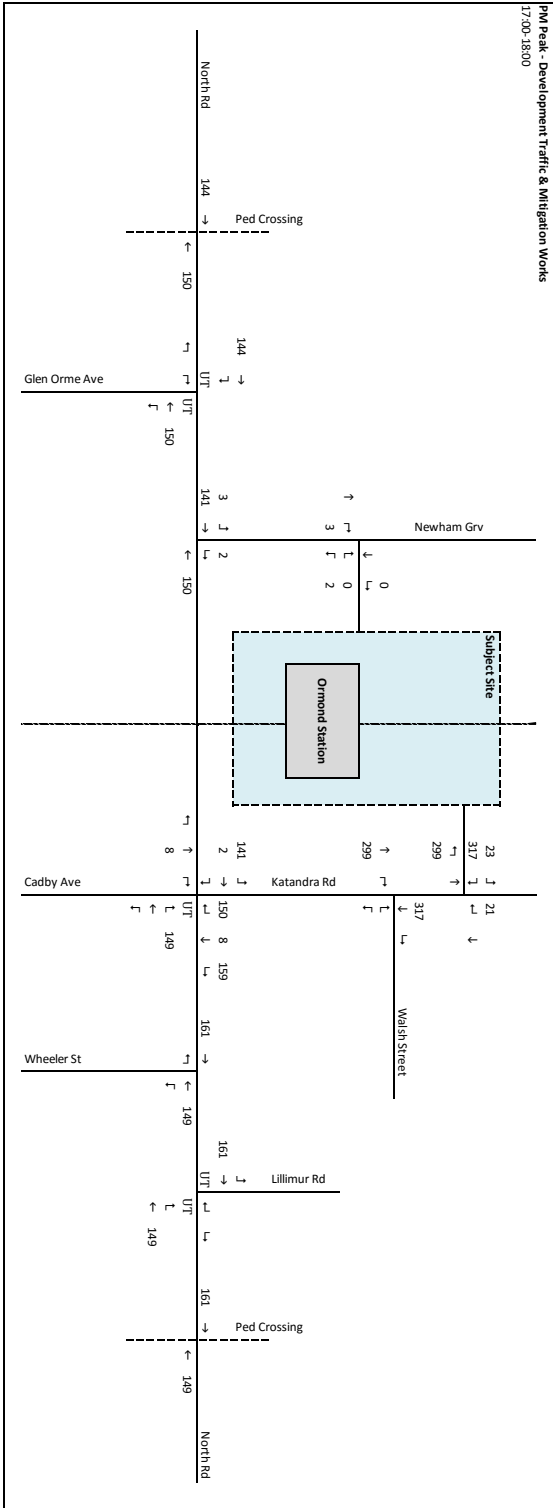 PM Peak - Development Traffic & Mitigation Works
17:00-18:00
Subject Site
23
21
317
299
Newham Grv
317
Walsh Street
0
299
0
3
2
Ormond Station
Katandra Rd
Lillimur Rd
Ped Crossing
Ped Crossing
144
141
3
2
2
150
8
159
161
North Rd
144
UT
141
161
UT
161
North Rd
150
UT
150
UT
149
UT
149
150
8
149
149
Glen Orme Ave
Cadby Ave
Wheeler St